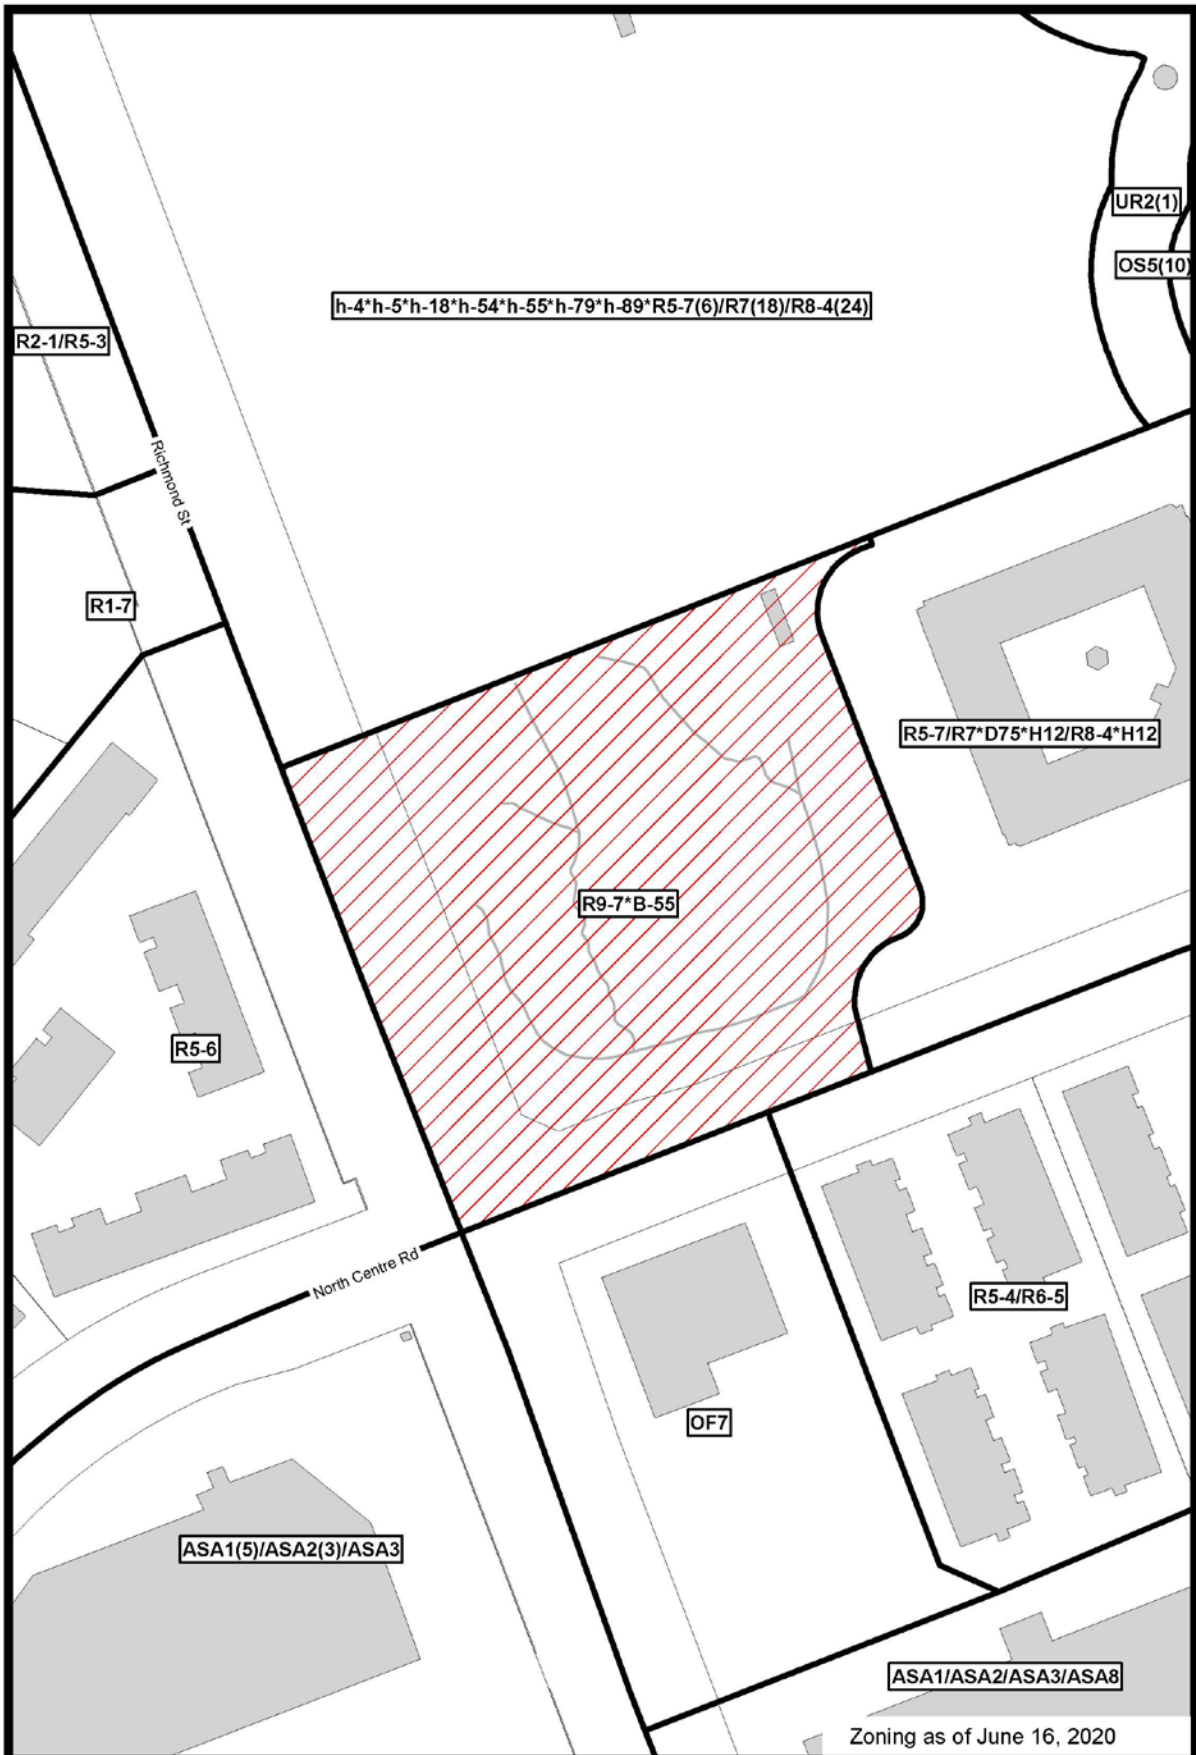 UR2(1)
OS5(10)
h-4*h-5*h-18*h-54*h-55*h-79*h-89*R5-7(6)/R7(18)/R8-4(24)
R2-1/R5-3
Richmond St
R1-7
R5-7/R7*D75*H12/R8-4*H12
R9-7*B-55
R5-6
North Centre Rd
R5-4/R6-5
OF7
ASA1(5)/ASA2(3)/ASA3
ASA1/ASA2/ASA3/ASA8
Zoning as of June 16, 2020